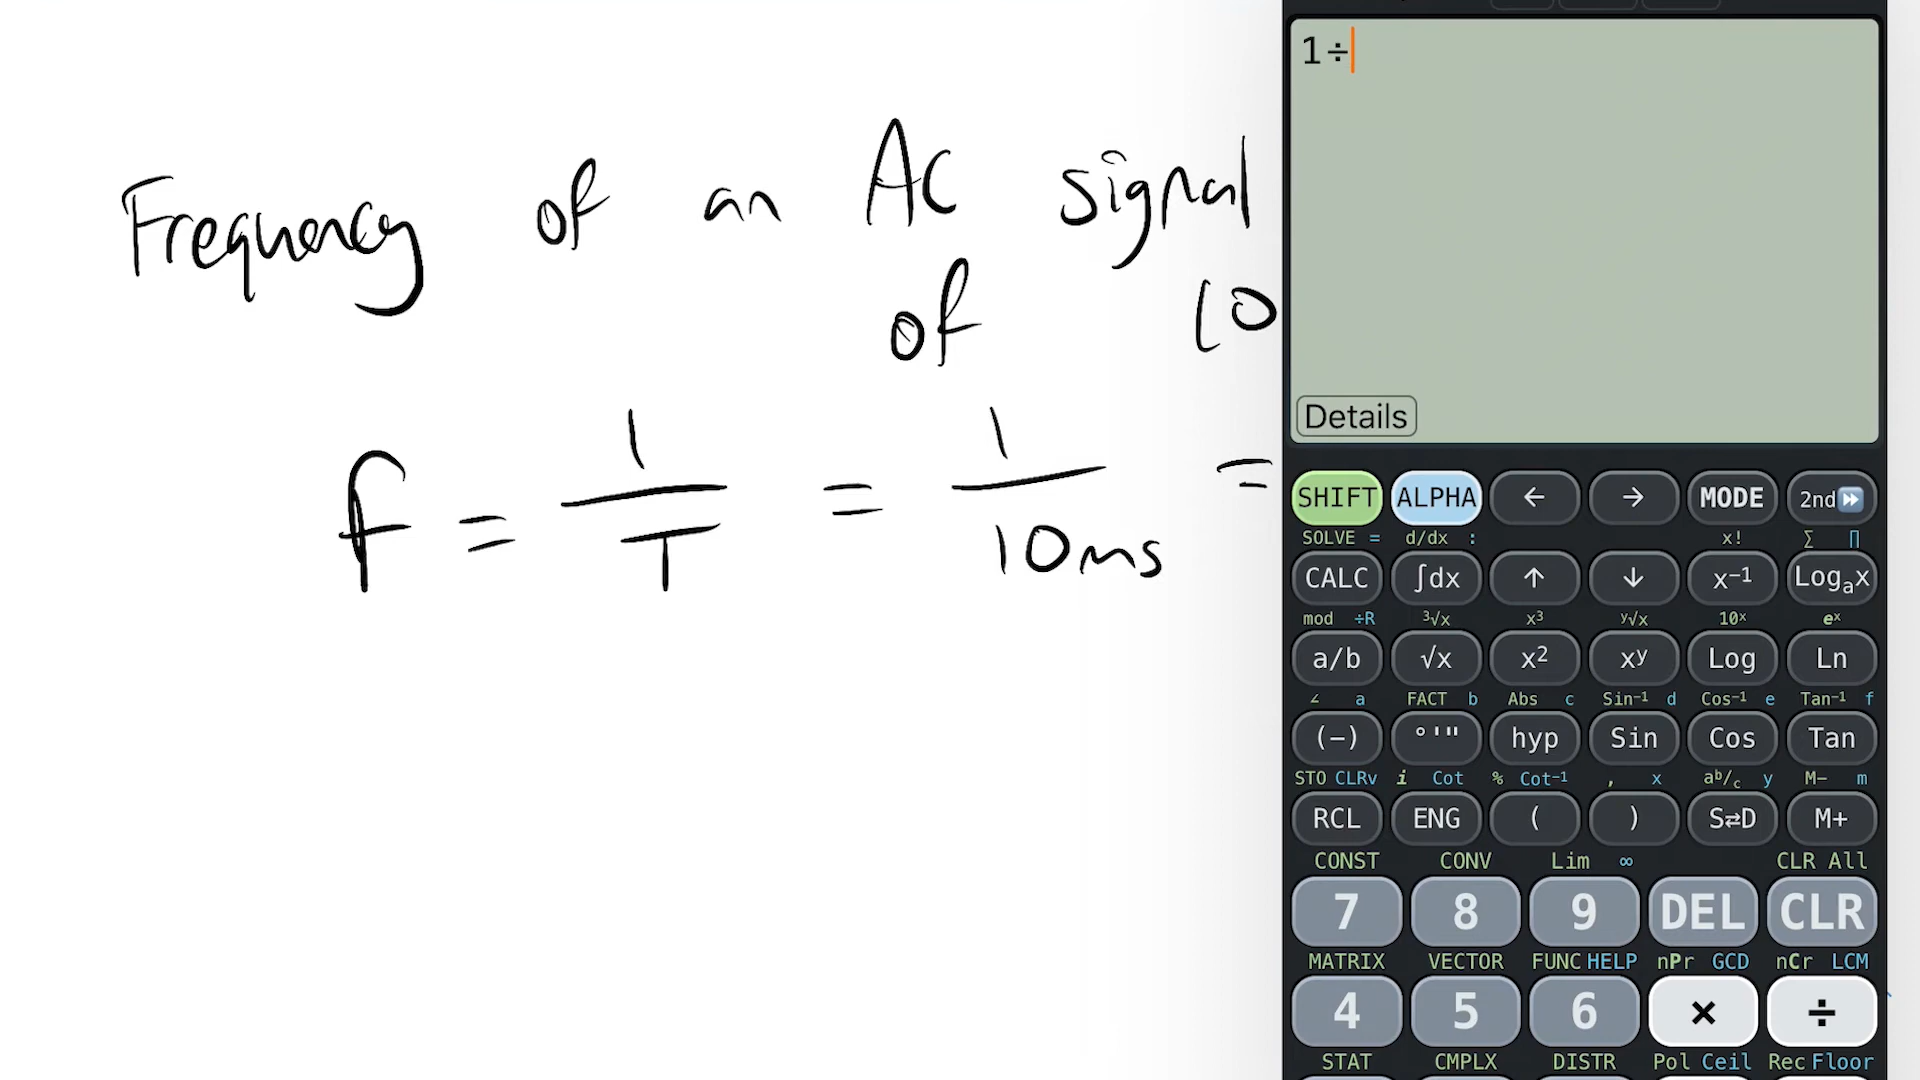 Frequency of an AC signal
of 10
f = 1/T = 1/10ms =
1÷
Details
SHIFT ALPHA ← → MODE 2nd
SOLVE = d/dx : x! ∑ ∏
CALC ∫dx ↑ ↓ x⁻¹ Logₐx
mod ÷R ³√x x³ ʸ√x 10ˣ eˣ
a/b √x x² xʸ Log Ln
∠ a FACT b Abs c Sin⁻¹ d Cos⁻¹ e Tan⁻¹ f
(−) °'" hyp Sin Cos Tan
STO CLRv i Cot % Cot⁻¹ , x aᵇ/c y M− m
RCL ENG ( ) S⇄D M+
CONST CONV Lim ∞ CLR All
7 8 9 DEL CLR
MATRIX VECTOR FUNC HELP nPr GCD nCr LCM
4 5 6 × ÷
STAT CMPLX DISTR Pol Ceil Rec Floor